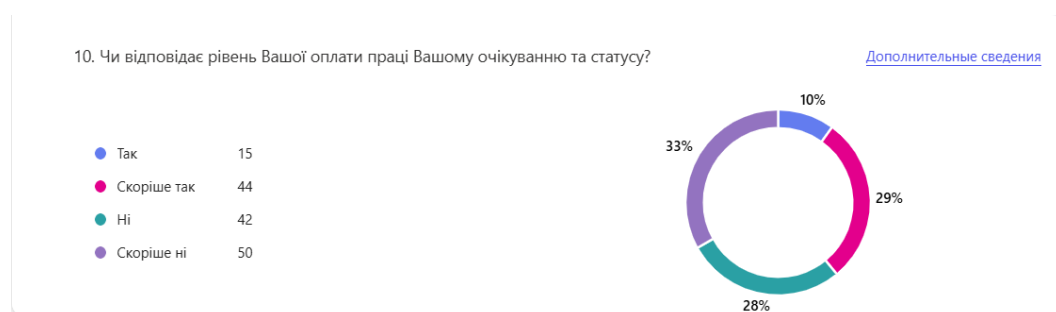 10. Чи відповідає рівень Вашої оплати праці Вашому очікуванню та статусу?
Дополнительные сведения
Так 15
Скоріше так 44
Ні 42
Скоріше ні 50
10%
33%
29%
28%